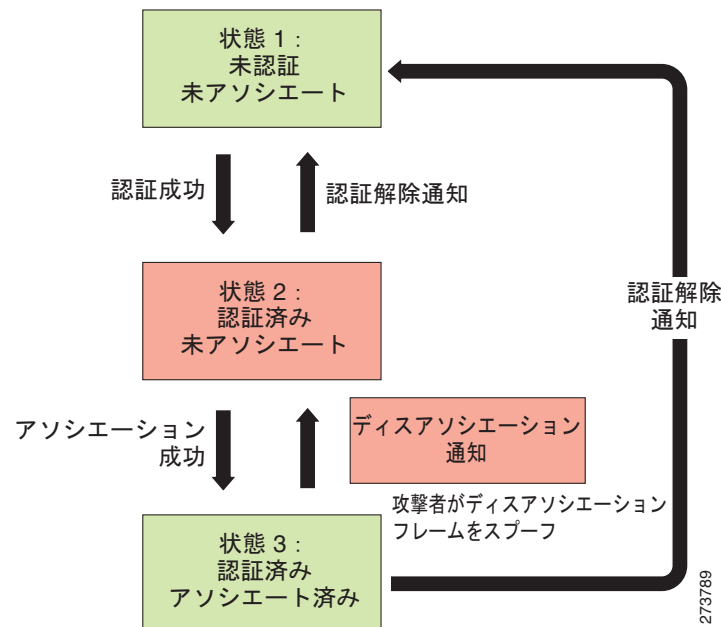 状態 1：
未認証
未アソシエート
認証成功
認証解除通知
状態 2：
認証済み
未アソシエート
認証解除
通知
アソシエーション
成功
ディスアソシエーション
通知
攻撃者がディスアソシエーション
フレームをスプーフ
状態 3：
認証済み
アソシエート済み
273789